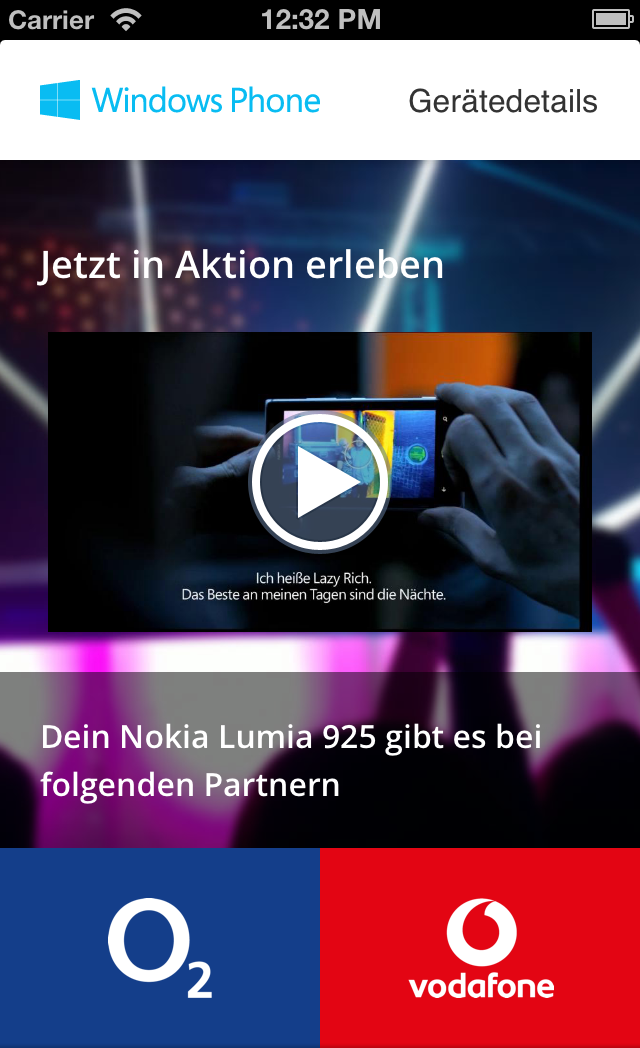 Carrier 12:32 PM
Windows Phone Gerätedetails
Jetzt in Aktion erleben
Ich heiße Lazy Rich.
Das Beste an meinen Tagen sind die Nächte.
Dein Nokia Lumia 925 gibt es bei
folgenden Partnern
O2 vodafone